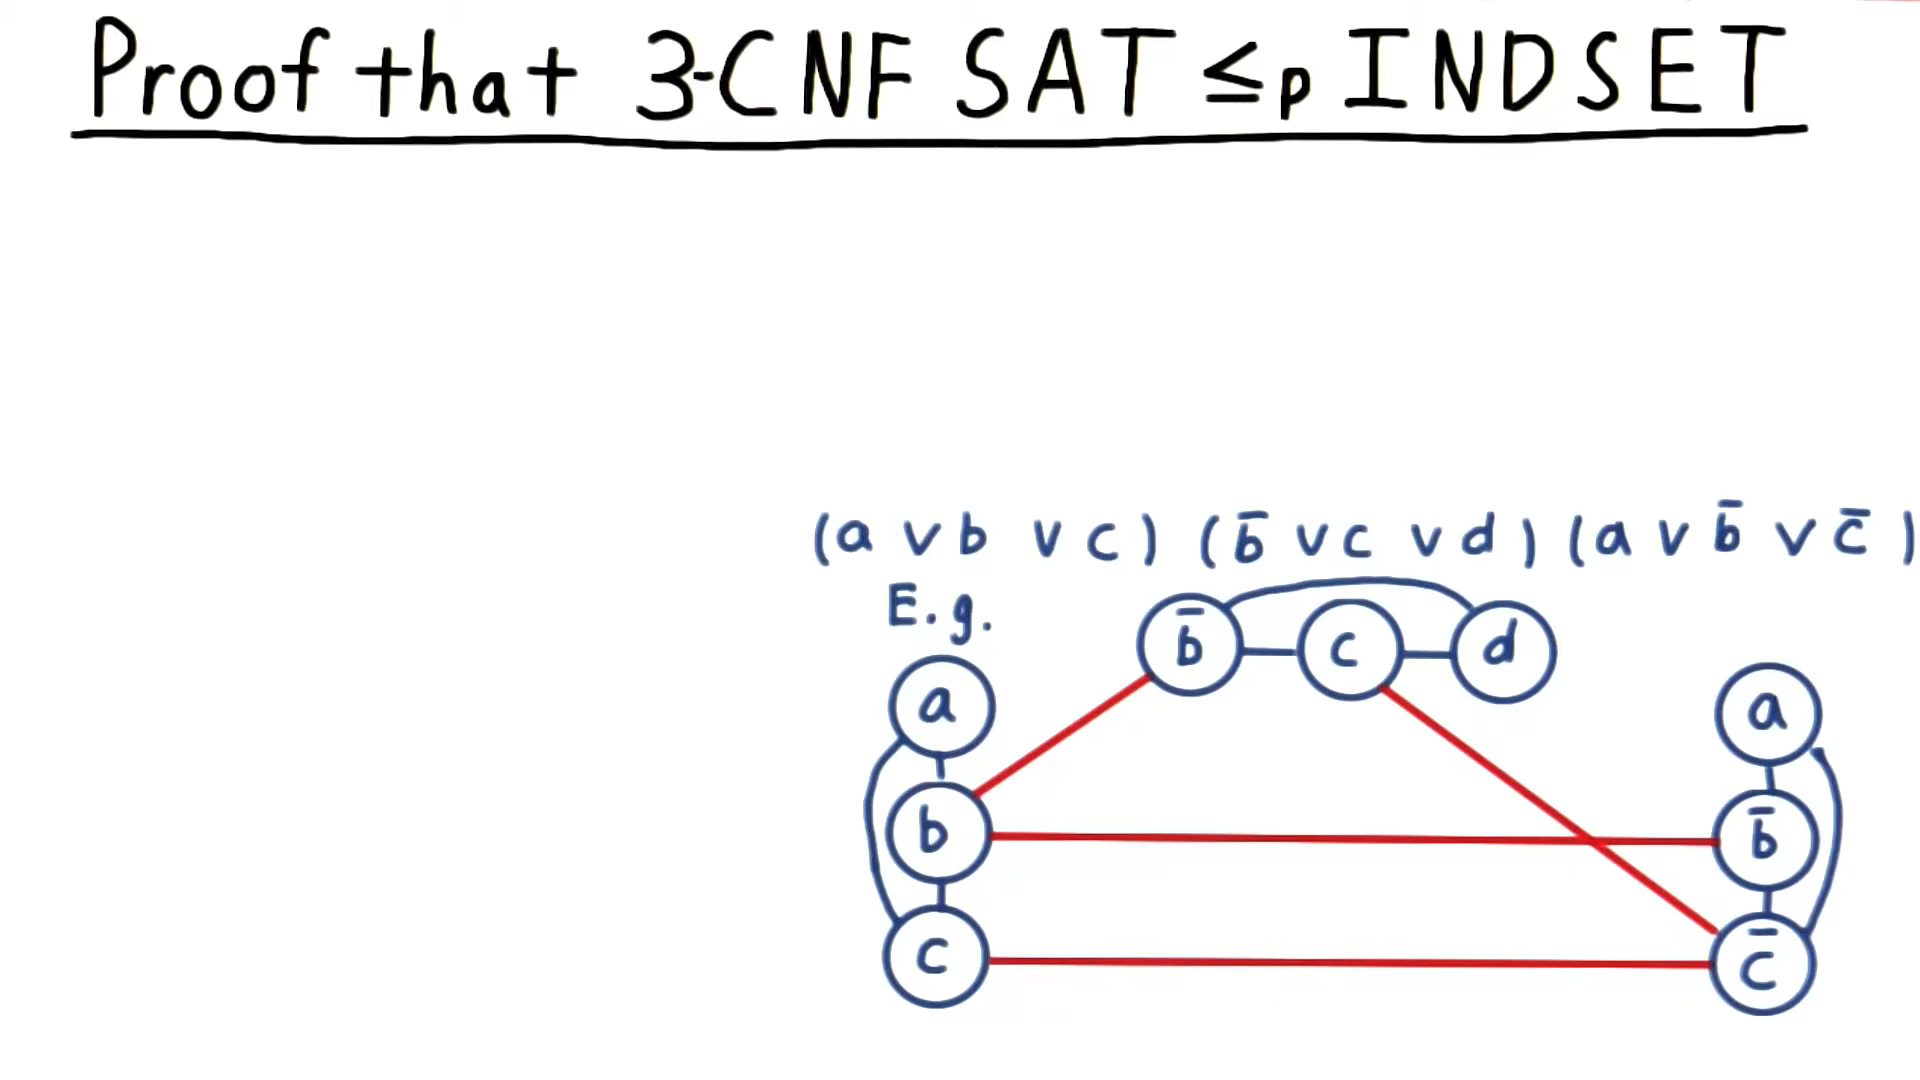 Proof that 3-CNF SAT ≤p INDSET
(a ∨ b ∨ c) (b̄ ∨ c ∨ d) (a ∨ b̄ ∨ c̄)
E.g.
b̄ c d
a a
b b̄
c c̄